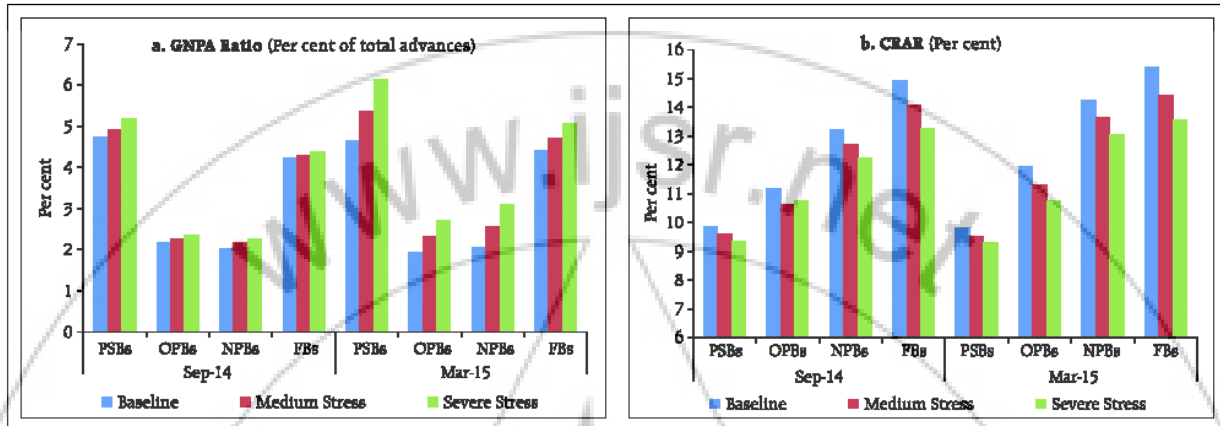 a. GNPA Ratio (Per cent of total advances)
7
6
5
4
3
2
1
0
Per cent
PSBs OPBs NPBs FBs PSBs OPBs NPBs FBs
Sep-14 Mar-15
Baseline Medium Stress Severe Stress
b. CRAR (Per cent)
16
15
14
13
12
11
10
9
8
7
6
Per cent
PSBs OPBs NPBs FBs PSBs OPBs NPBs FBs
Sep-14 Mar-15
Baseline Medium Stress Severe Stress
www.ijsr.net